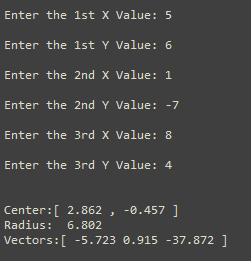 Enter the 1st X Value: 5
Enter the 1st Y Value: 6
Enter the 2nd X Value: 1
Enter the 2nd Y Value: -7
Enter the 3rd X Value: 8
Enter the 3rd Y Value: 4
Center:[ 2.862 , -0.457 ]
Radius:  6.802
Vectors:[ -5.723 0.915 -37.872 ]